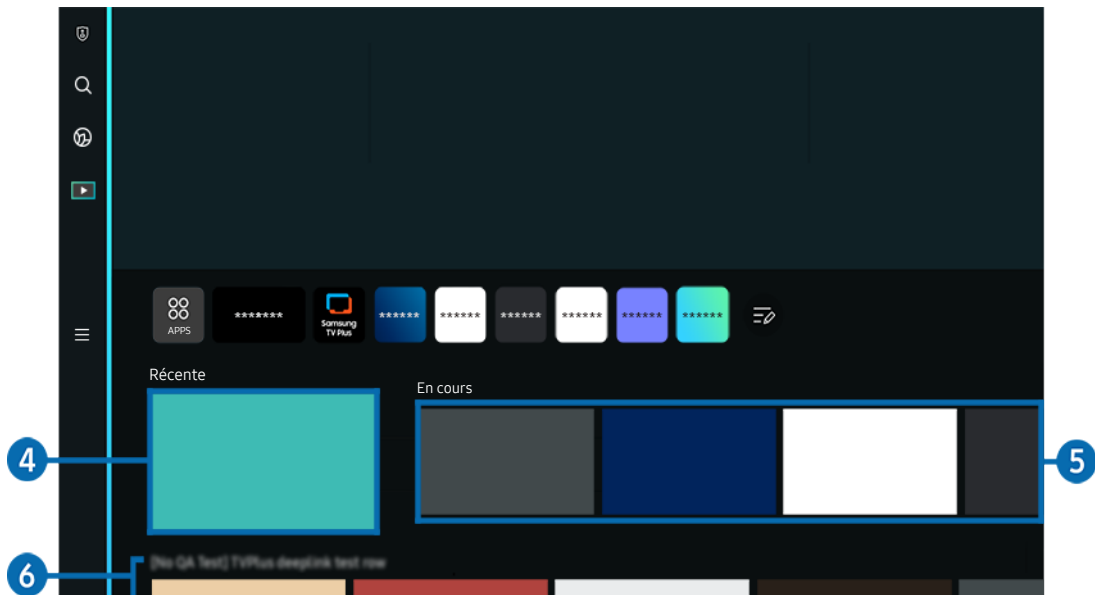 APPS
*******
Samsung
TV Plus
******
******
******
******
******
******
Récente
En cours
4
5
[No QA Test] TVPlus deeplink test row
6